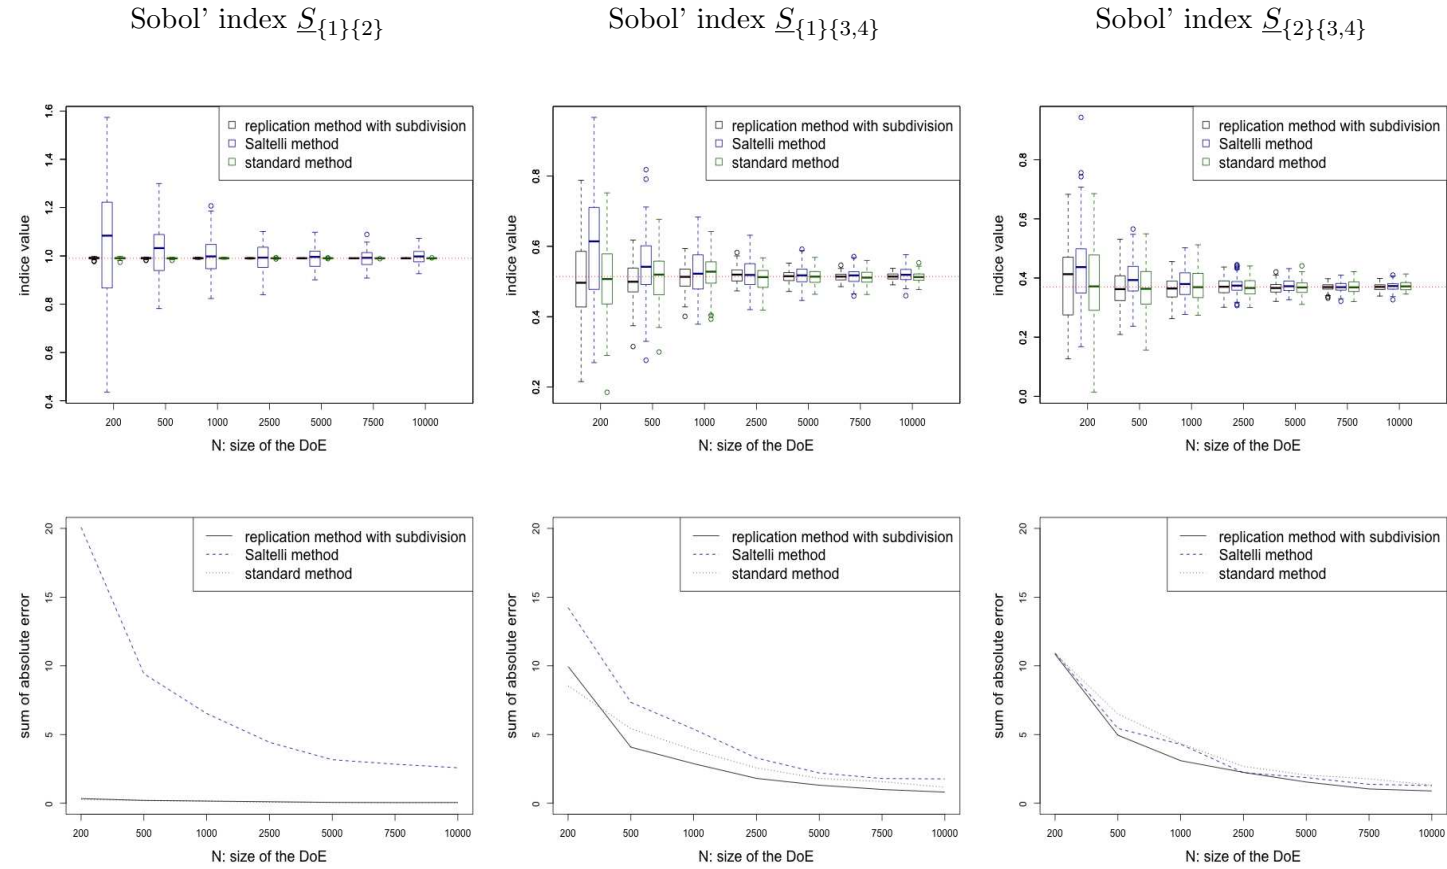 Sobol' index S{1}{2}
Sobol' index S{1}{3,4}
Sobol' index S{2}{3,4}
indice value
1.6
1.4
1.2
1.0
0.8
0.6
0.4
replication method with subdivision
Saltelli method
standard method
200 500 1000 2500 5000 7500 10000
N: size of the DoE
indice value
0.8
0.6
0.4
0.2
replication method with subdivision
Saltelli method
standard method
200 500 1000 2500 5000 7500 10000
N: size of the DoE
indice value
0.8
0.6
0.4
0.2
0.0
replication method with subdivision
Saltelli method
standard method
200 500 1000 2500 5000 7500 10000
N: size of the DoE
sum of absolute error
20
15
10
5
0
replication method with subdivision
Saltelli method
standard method
200 500 1000 2500 5000 7500 10000
N: size of the DoE
sum of absolute error
20
15
10
5
0
replication method with subdivision
Saltelli method
standard method
200 500 1000 2500 5000 7500 10000
N: size of the DoE
sum of absolute error
20
15
10
5
0
replication method with subdivision
Saltelli method
standard method
200 500 1000 2500 5000 7500 10000
N: size of the DoE